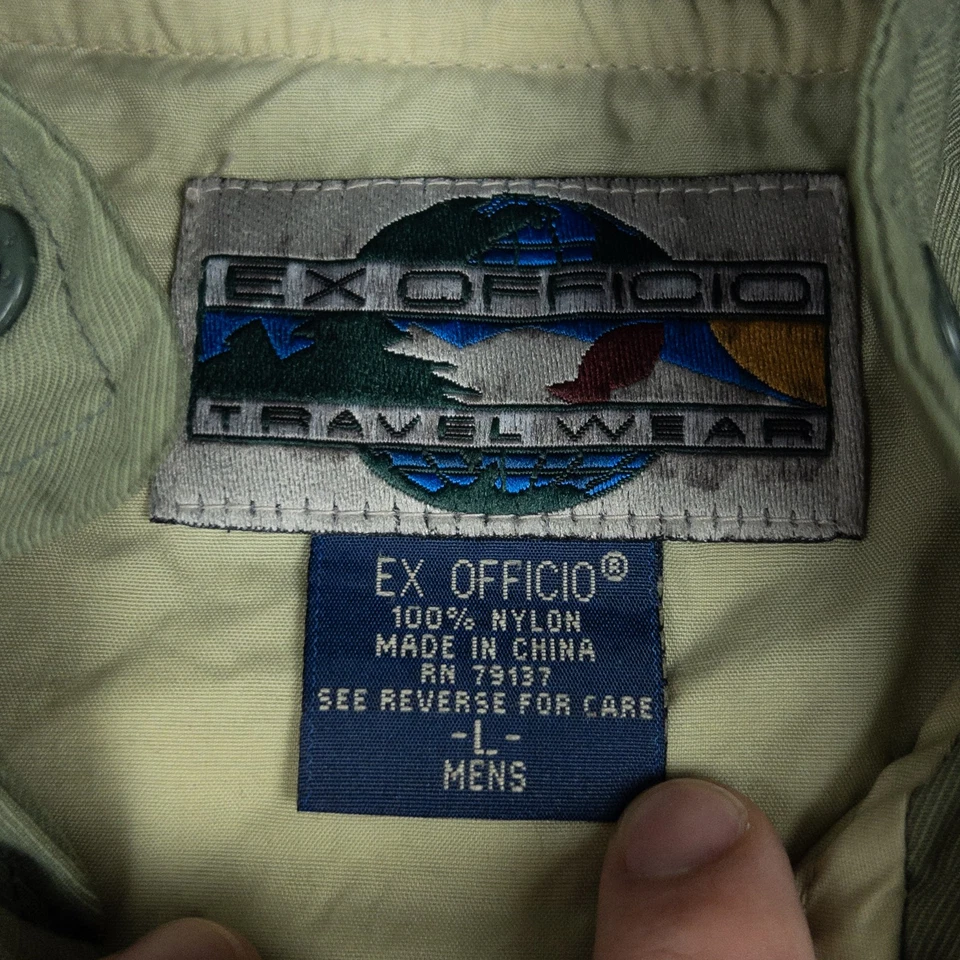 EX OFFICIO
TRAVEL WEAR
EX OFFICIO®
100% NYLON
MADE IN CHINA
RN 79137
SEE REVERSE FOR CARE
-L-
MENS